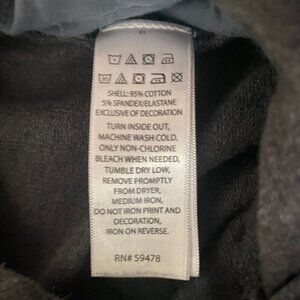 SHELL: 95% COTTON
5% SPANDEX/ELASTANE
EXCLUSIVE OF DECORATION
TURN INSIDE OUT,
MACHINE WASH COLD,
ONLY NON-CHLORINE
BLEACH WHEN NEEDED,
TUMBLE DRY LOW,
REMOVE PROMPTLY
FROM DRYER,
MEDIUM IRON,
DO NOT IRON PRINT AND
DECORATION,
IRON ON REVERSE.
RN# 59478